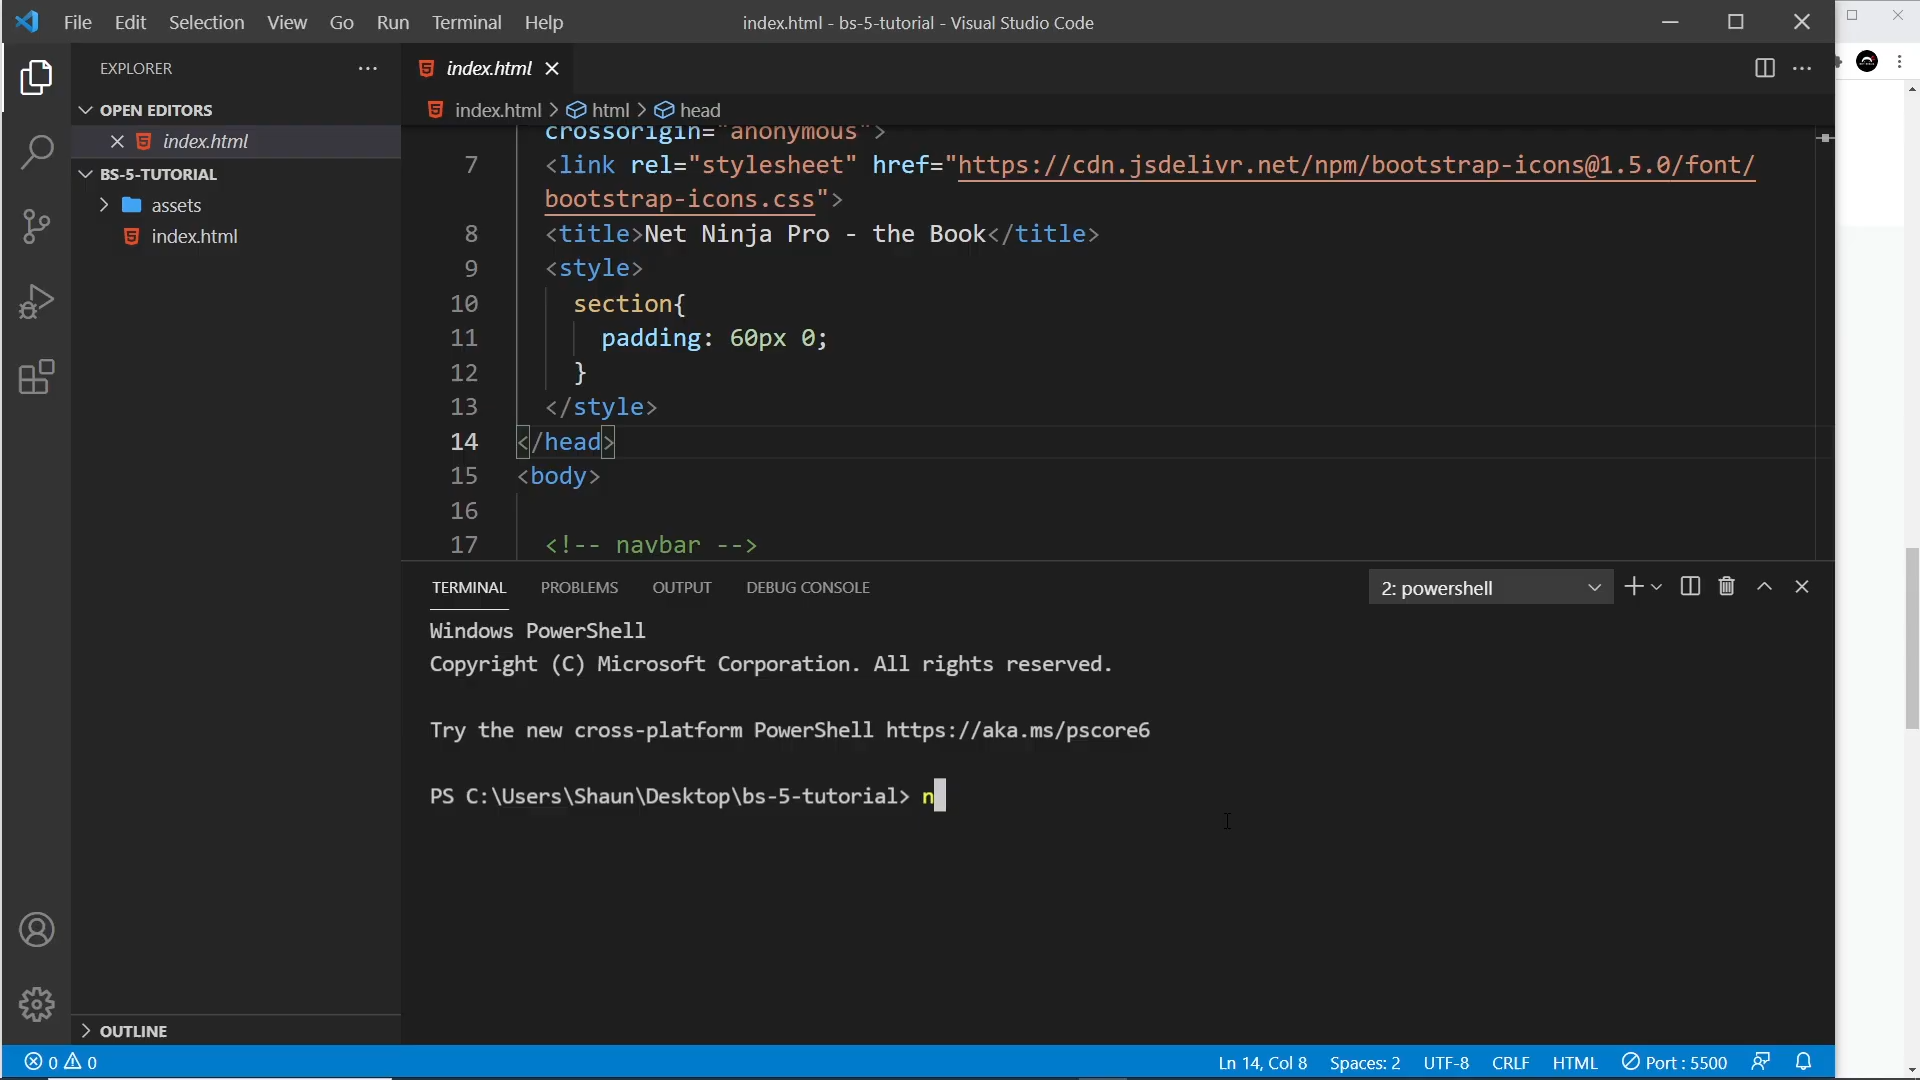 File Edit Selection View Go Run Terminal Help
index.html - bs-5-tutorial - Visual Studio Code
EXPLORER
OPEN EDITORS
index.html
BS-5-TUTORIAL
assets
index.html
OUTLINE
index.html
index.html > html > head
crossorigin="anonymous">
7 <link rel="stylesheet" href="https://cdn.jsdelivr.net/npm/bootstrap-icons@1.5.0/font/
bootstrap-icons.css">
8 <title>Net Ninja Pro - the Book</title>
9 <style>
10 section{
11 padding: 60px 0;
12 }
13 </style>
14 </head>
15 <body>
16
17 <!-- navbar -->
TERMINAL PROBLEMS OUTPUT DEBUG CONSOLE
2: powershell
Windows PowerShell
Copyright (C) Microsoft Corporation. All rights reserved.
Try the new cross-platform PowerShell https://aka.ms/pscore6
PS C:\Users\Shaun\Desktop\bs-5-tutorial> n
0 0
Ln 14, Col 8 Spaces: 2 UTF-8 CRLF HTML Port : 5500